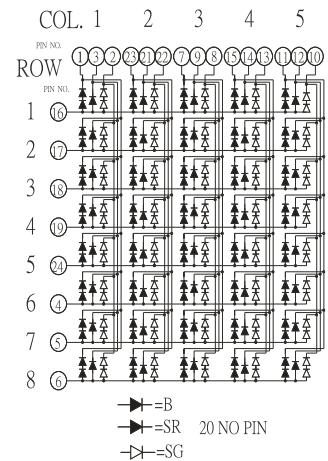 COL. 1 2 3 4 5
PIN NO. 1 3 2 23 21 22 7 9 8 15 14 13 11 12 10
ROW
PIN NO.
1 16
2 17
3 18
4 19
5 24
6 4
7 5
8 6
=B
=SR 20 NO PIN
=SG